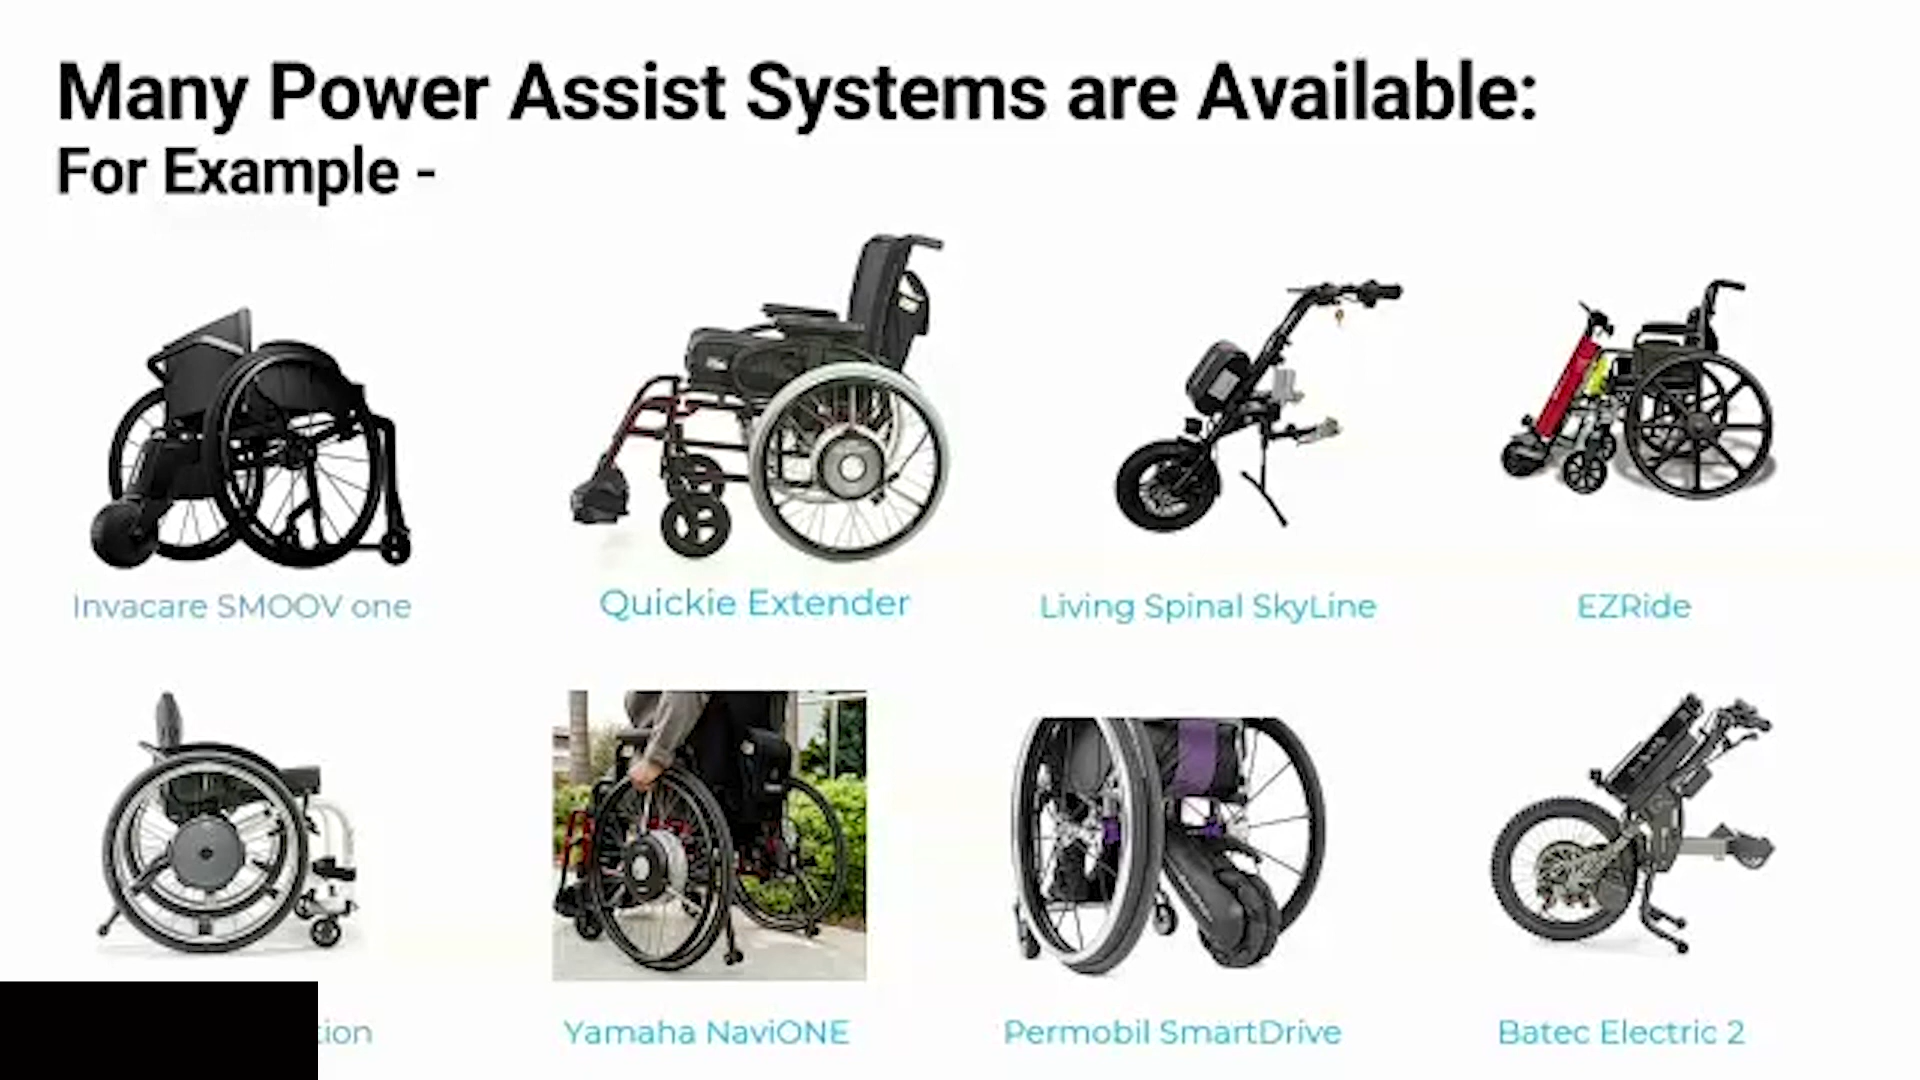 Many Power Assist Systems are Available:
For Example -
Invacare SMOOV one
Quickie Extender
Living Spinal SkyLine
EZRide
Yamaha NaviONE
Permobil SmartDrive
Batec Electric 2